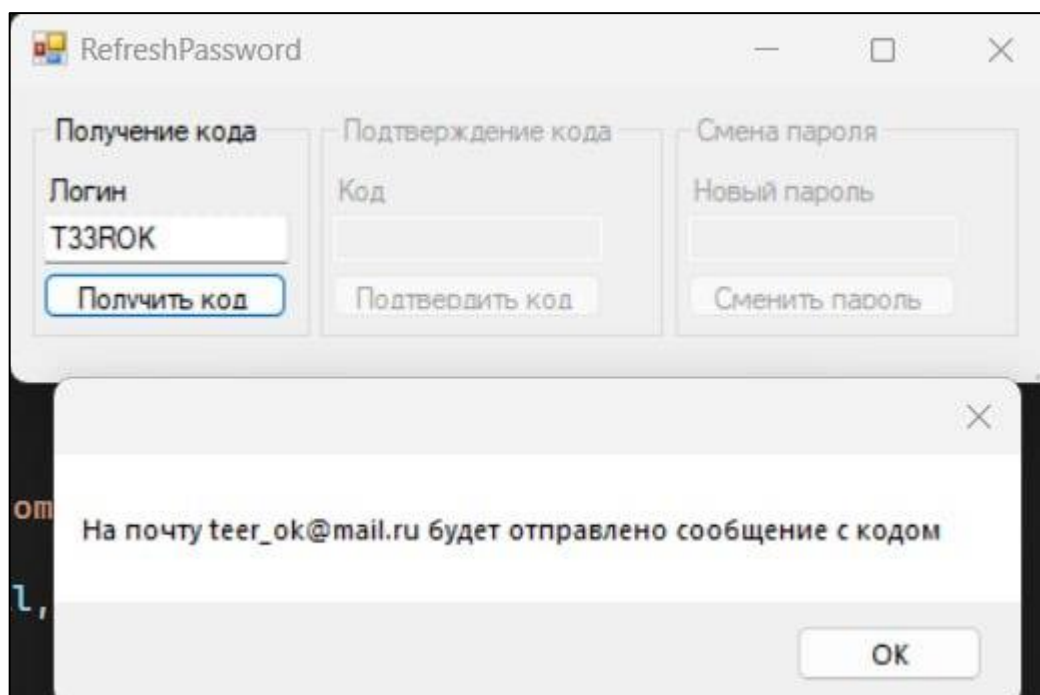 RefreshPassword
Получение кода
Подтверждение кода
Смена пароля
Логин
Код
Новый пароль
T33ROK
Получить код
Подтвердить код
Сменить пароль
om
На почту teer_ok@mail.ru будет отправлено сообщение с кодом
l,
OK